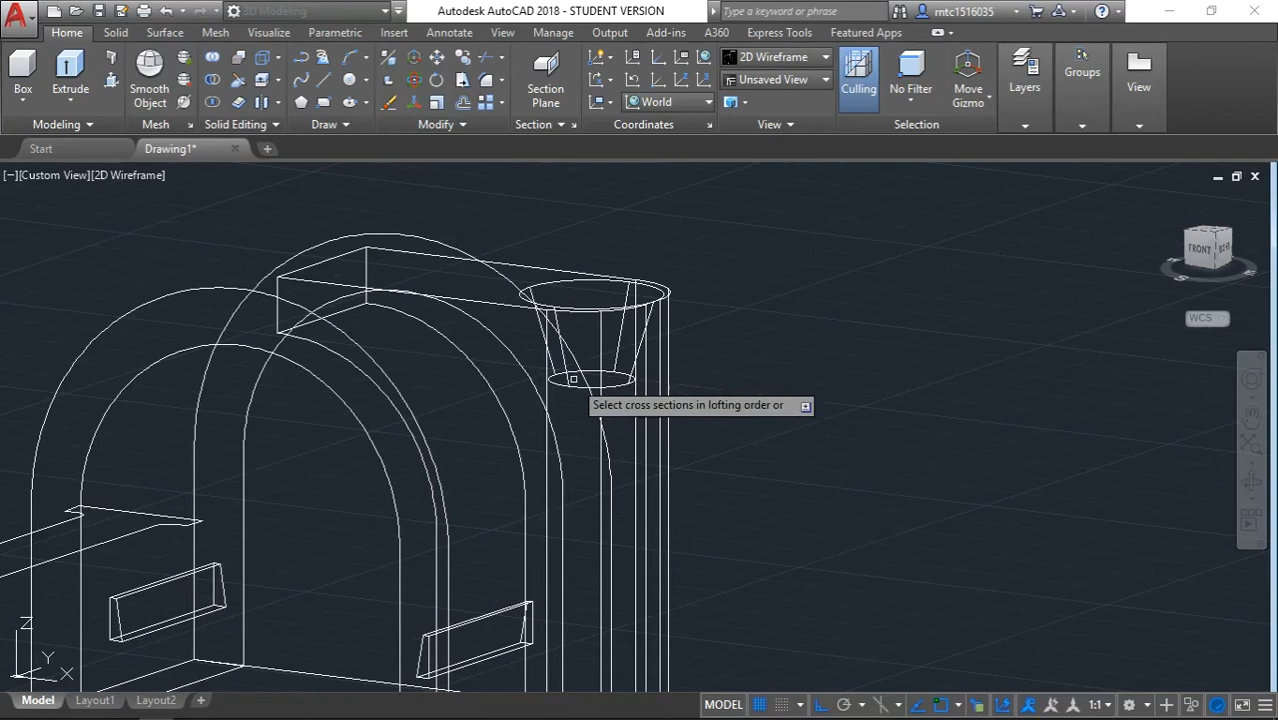 3D Modeling
Autodesk AutoCAD 2018 - STUDENT VERSION
Type a keyword or phrase
rntc1516035
Home Solid Surface Mesh Visualize Parametric Insert Annotate View Manage Output Add-ins A360 Express Tools Featured Apps
Box
Extrude
Smooth Object
Section Plane
World
2D Wireframe
Unsaved View
Culling
No Filter
Move Gizmo
Layers
Groups
View
Modeling Mesh Solid Editing Draw Modify Section Coordinates View Selection
Start
Drawing1*
[−][Custom View][2D Wireframe]
FRONT
WCS
Select cross sections in lofting order or
Z
Y
X
Model Layout1 Layout2
MODEL
1:1